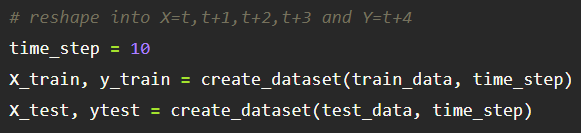 # reshape into X=t,t+1,t+2,t+3 and Y=t+4
time_step = 10
X_train, y_train = create_dataset(train_data, time_step)
X_test, ytest = create_dataset(test_data, time_step)